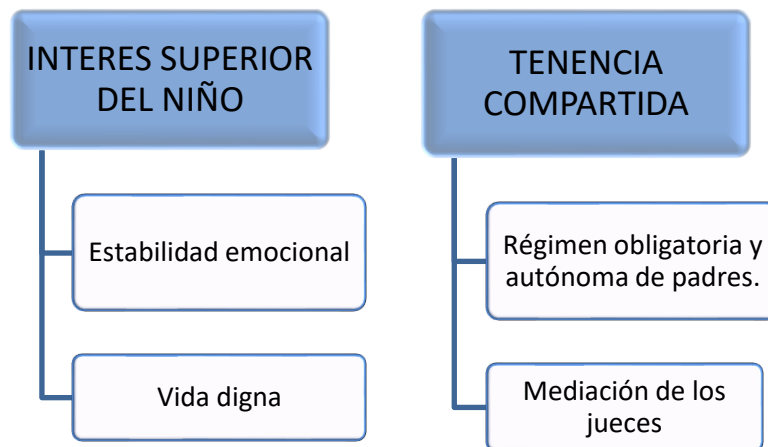 INTERES SUPERIOR
DEL NIÑO
Estabilidad emocional
Vida digna
TENENCIA
COMPARTIDA
Régimen obligatoria y
autónoma de padres.
Mediación de los
jueces